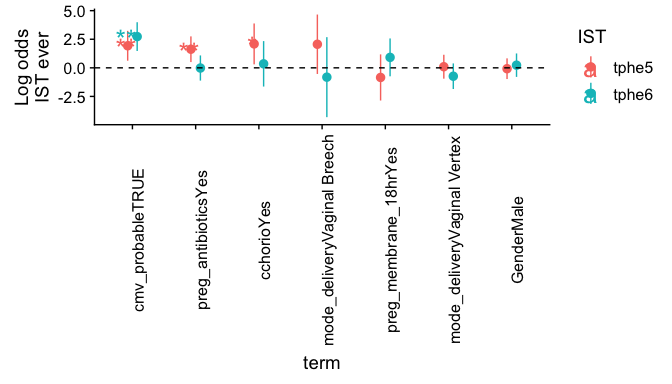 Log odds
IST ever
5.0
2.5
0.0
-2.5
**
**
**
*
cmv_probableTRUE
preg_antibioticsYes
cchorioYes
mode_deliveryVaginal Breech
preg_membrane_18hrYes
mode_deliveryVaginal Vertex
GenderMale
term
IST
a tphe5
a tphe6